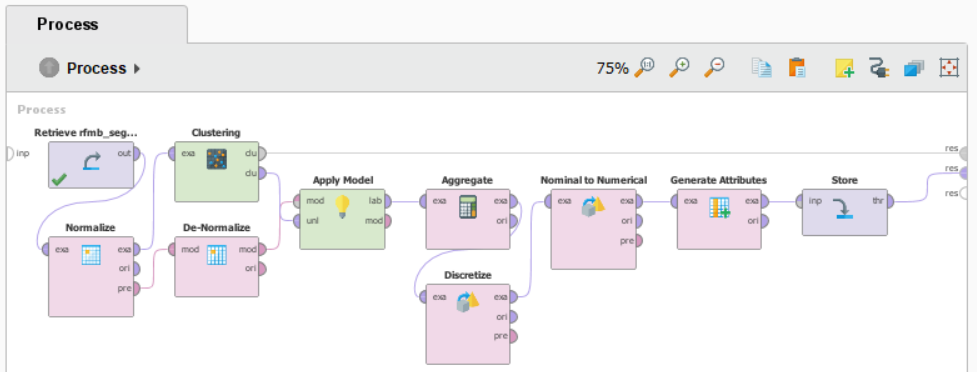 Process
Process
75%
Process
Retrieve rfmb_seg...
Clustering
inp
out
exa
clu
clu
res
res
res
Apply Model
mod
lab
unl
mod
Aggregate
exa
exa
ori
Nominal to Numerical
exa
exa
ori
pre
Generate Attributes
exa
exa
ori
Store
inp
thr
Normalize
exa
exa
ori
pre
De-Normalize
mod
mod
ori
Discretize
exa
exa
ori
pre